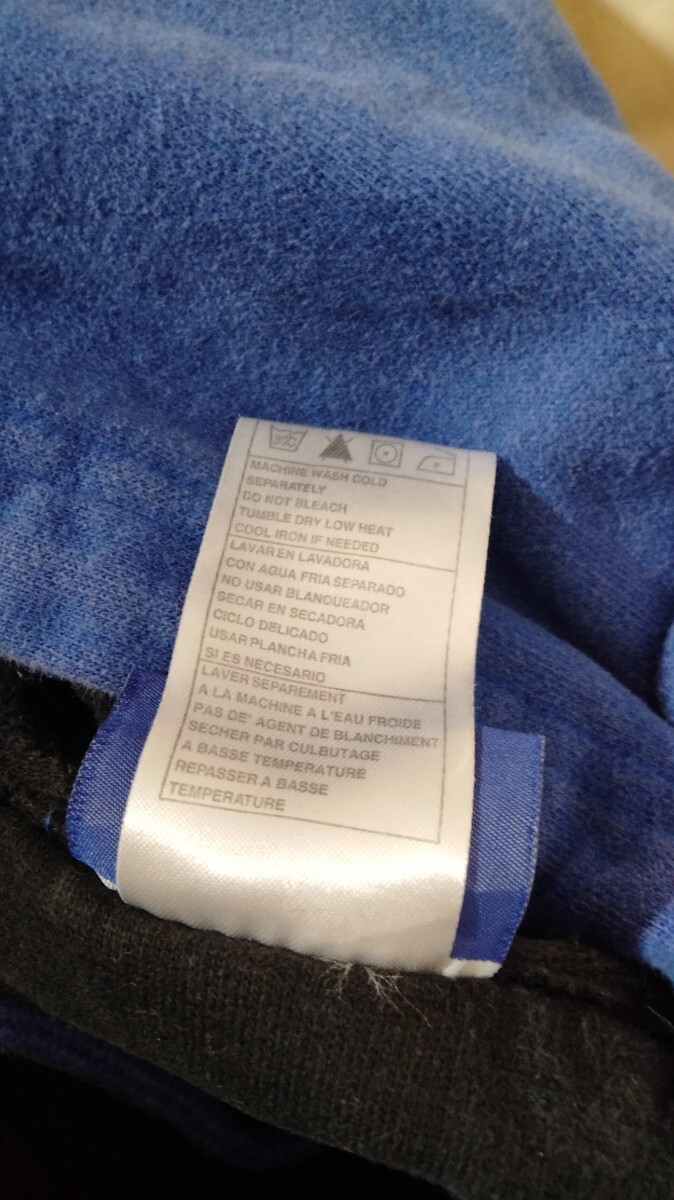 30C
MACHINE WASH COLD
SEPARATELY
DO NOT BLEACH
TUMBLE DRY LOW HEAT
COOL IRON IF NEEDED
LAVAR EN LAVADORA
CON AGUA FRIA SEPARADO
NO USAR BLANQUEADOR
SECAR EN SECADORA
CICLO DELICADO
USAR PLANCHA FRIA
SI ES NECESARIO
LAVER SEPAREMENT
A LA MACHINE A L'EAU FROIDE
PAS DE' AGENT DE BLANCHIMENT
SECHER PAR CULBUTAGE
A BASSE TEMPERATURE
REPASSER A BASSE
TEMPERATURE